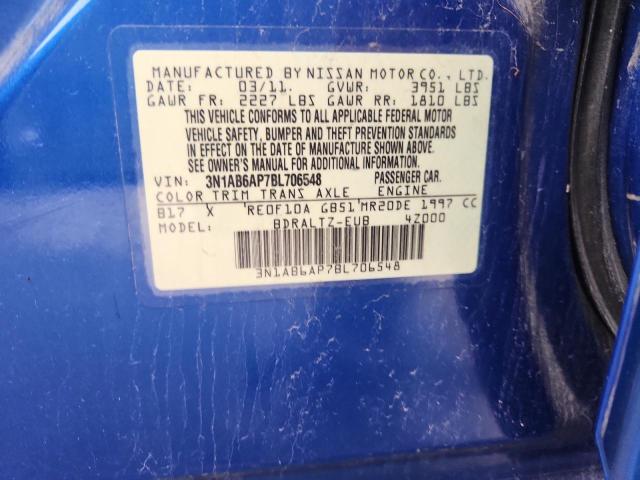 MANUFACTURED BY NISSAN MOTOR CO., LTD.
DATE: 03/11. GVWR: 3951 LBS
GAWR FR: 2227 LBS GAWR RR: 1810 LBS
THIS VEHICLE CONFORMS TO ALL APPLICABLE FEDERAL MOTOR
VEHICLE SAFETY, BUMPER AND THEFT PREVENTION STANDARDS
IN EFFECT ON THE DATE OF MANUFACTURE SHOWN ABOVE.
SEE OWNER'S MANUAL FOR ADDITIONAL INFORMATION.
VIN: 3N1AB6AP7BL706548 PASSENGER CAR.
COLOR TRIM TRANS AXLE ENGINE
B17 X RE0F10A GB51 MR20DE 1997 CC
MODEL: BDRALTZ-EUB 4Z000
3N1AB6AP7BL706548